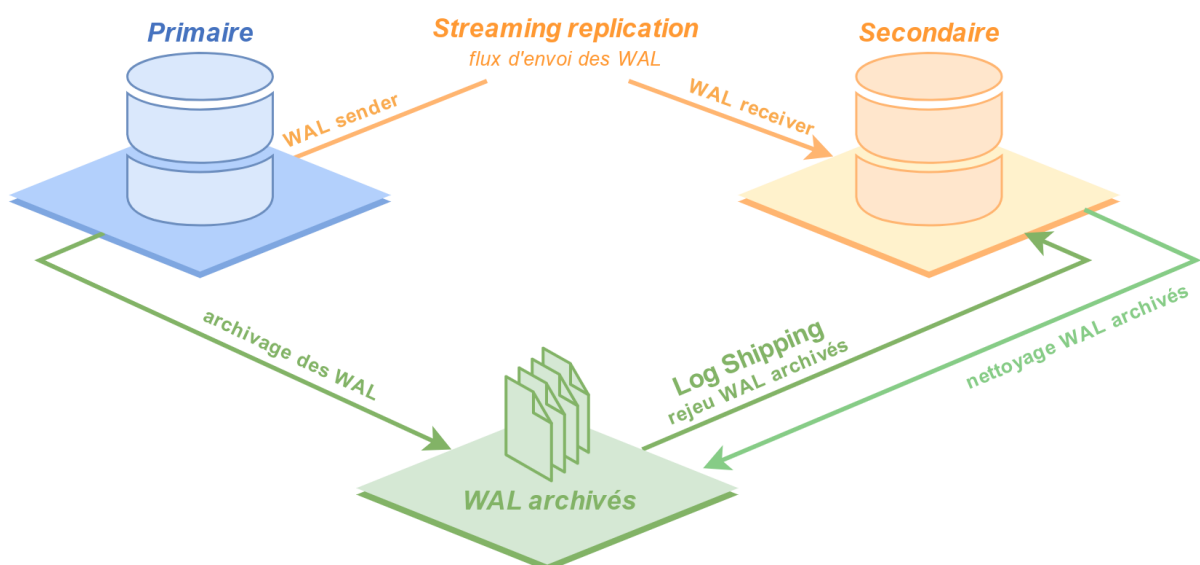 Primaire
Streaming replication
flux d'envoi des WAL
Secondaire
WAL sender
WAL receiver
archivage des WAL
Log Shipping
rejeu WAL archivés
nettoyage WAL archivés
WAL archivés